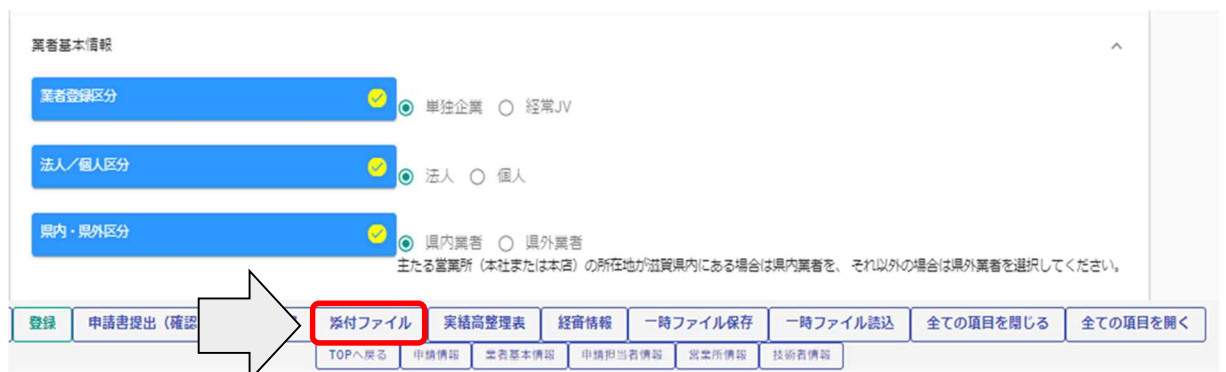 業者基本情報
業者登録区分
単独企業 経常JV
法人／個人区分
法人 個人
県内・県外区分
県内業者 県外業者
主たる営業所（本社または本店）の所在地が滋賀県内にある場合は県内業者を、 それ以外の場合は県外業者を選択してください。
登録 申請書提出（確認 添付ファイル 実績高整理表 経審情報 一時ファイル保存 一時ファイル読込 全ての項目を閉じる 全ての項目を開く
TOPへ戻る 申請情報 業者基本情報 申請担当者情報 営業所情報 技術者情報